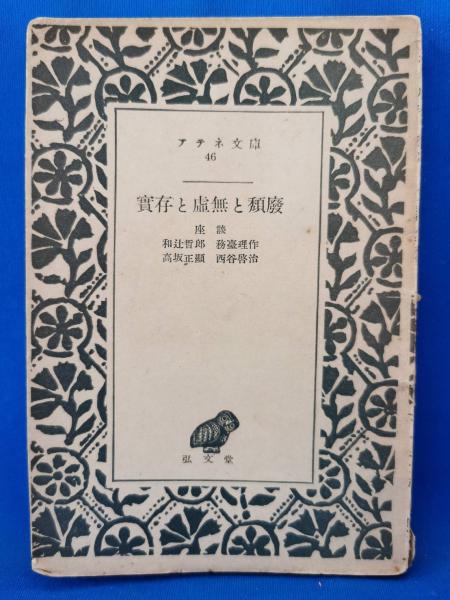 アテネ文庫
46
實存と虛無と頽廢
座談
和辻哲郎 務臺理作
高坂正顯 西谷啓治
弘文堂